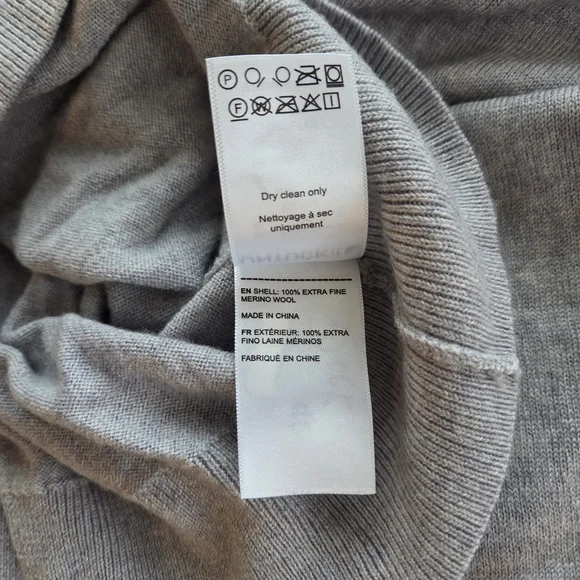 P
F W
Dry clean only
Nettoyage à sec
uniquement
EN SHELL: 100% EXTRA FINE
MERINO WOOL
MADE IN CHINA
FR EXTÉRIEUR: 100% EXTRA
FINO LAINE MÉRINOS
FABRIQUÉ EN CHINE